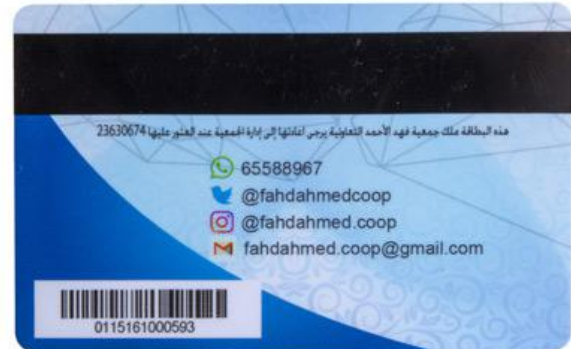 هذه البطاقة ملك جمعية فهد الأحمد التعاونية يرجى اعادتها إلى إدارة الجمعية عند العثور عليها 23630674
65588967
@fahdahmedcoop
@fahdahmed.coop
fahdahmed.coop@gmail.com
0115161000593